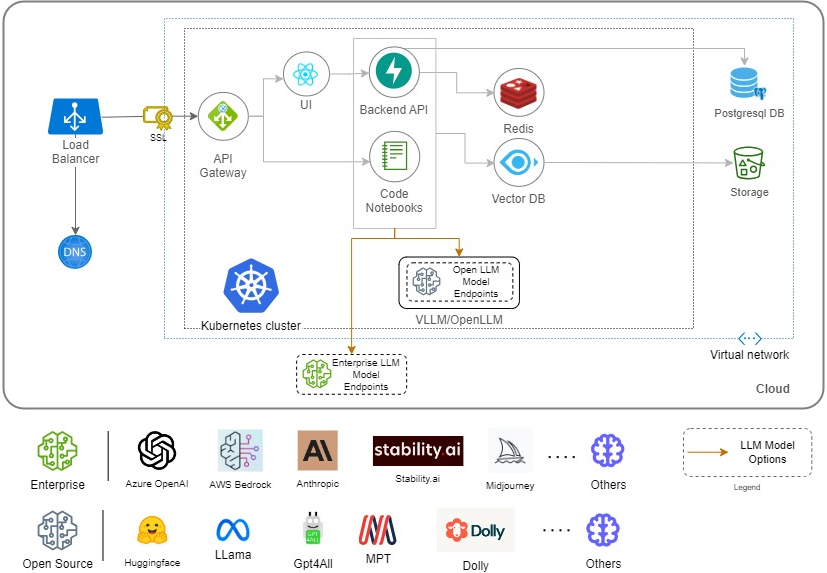 UI
Backend API
Redis
Postgresql DB
Load
Balancer
SSL
API
Gateway
Code
Notebooks
Vector DB
Storage
DNS
Open LLM
Model
Endpoints
VLLM/OpenLLM
Kubernetes cluster
Virtual network
Enterprise LLM
Model
Endpoints
Cloud
Enterprise
Azure OpenAI
AWS Bedrock
AI
Anthropic
stability.ai
Stability.ai
Midjourney
....
Others
LLM Model
Options
Legend
Open Source
Huggingface
LLama
GPT
4ALL
Gpt4All
MPT
Dolly
Dolly
....
Others